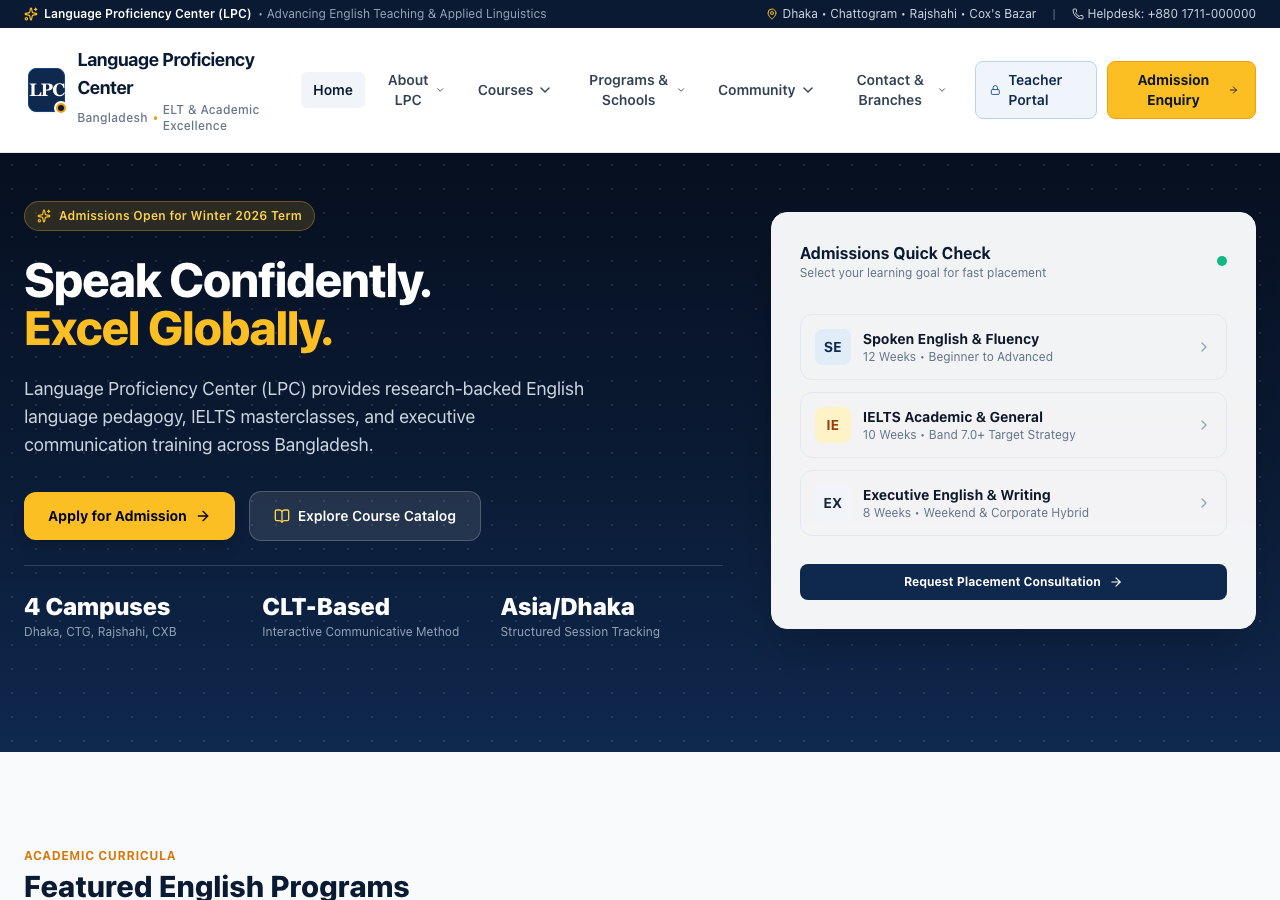 Language Proficiency Center (LPC) • Advancing English Teaching & Applied Linguistics
Dhaka • Chattogram • Rajshahi • Cox's Bazar | Helpdesk: +880 1711-000000
LPC
Language Proficiency
Center
Bangladesh • ELT & Academic
Excellence
Home
About
LPC
Courses
Programs &
Schools
Community
Contact &
Branches
Teacher
Portal
Admission
Enquiry
Admissions Open for Winter 2026 Term
Speak Confidently.
Excel Globally.
Language Proficiency Center (LPC) provides research-backed English
language pedagogy, IELTS masterclasses, and executive
communication training across Bangladesh.
Apply for Admission
Explore Course Catalog
4 Campuses
Dhaka, CTG, Rajshahi, CXB
CLT-Based
Interactive Communicative Method
Asia/Dhaka
Structured Session Tracking
Admissions Quick Check
Select your learning goal for fast placement
SE
Spoken English & Fluency
12 Weeks • Beginner to Advanced
IE
IELTS Academic & General
10 Weeks • Band 7.0+ Target Strategy
EX
Executive English & Writing
8 Weeks • Weekend & Corporate Hybrid
Request Placement Consultation
ACADEMIC CURRICULA
Featured English Programs